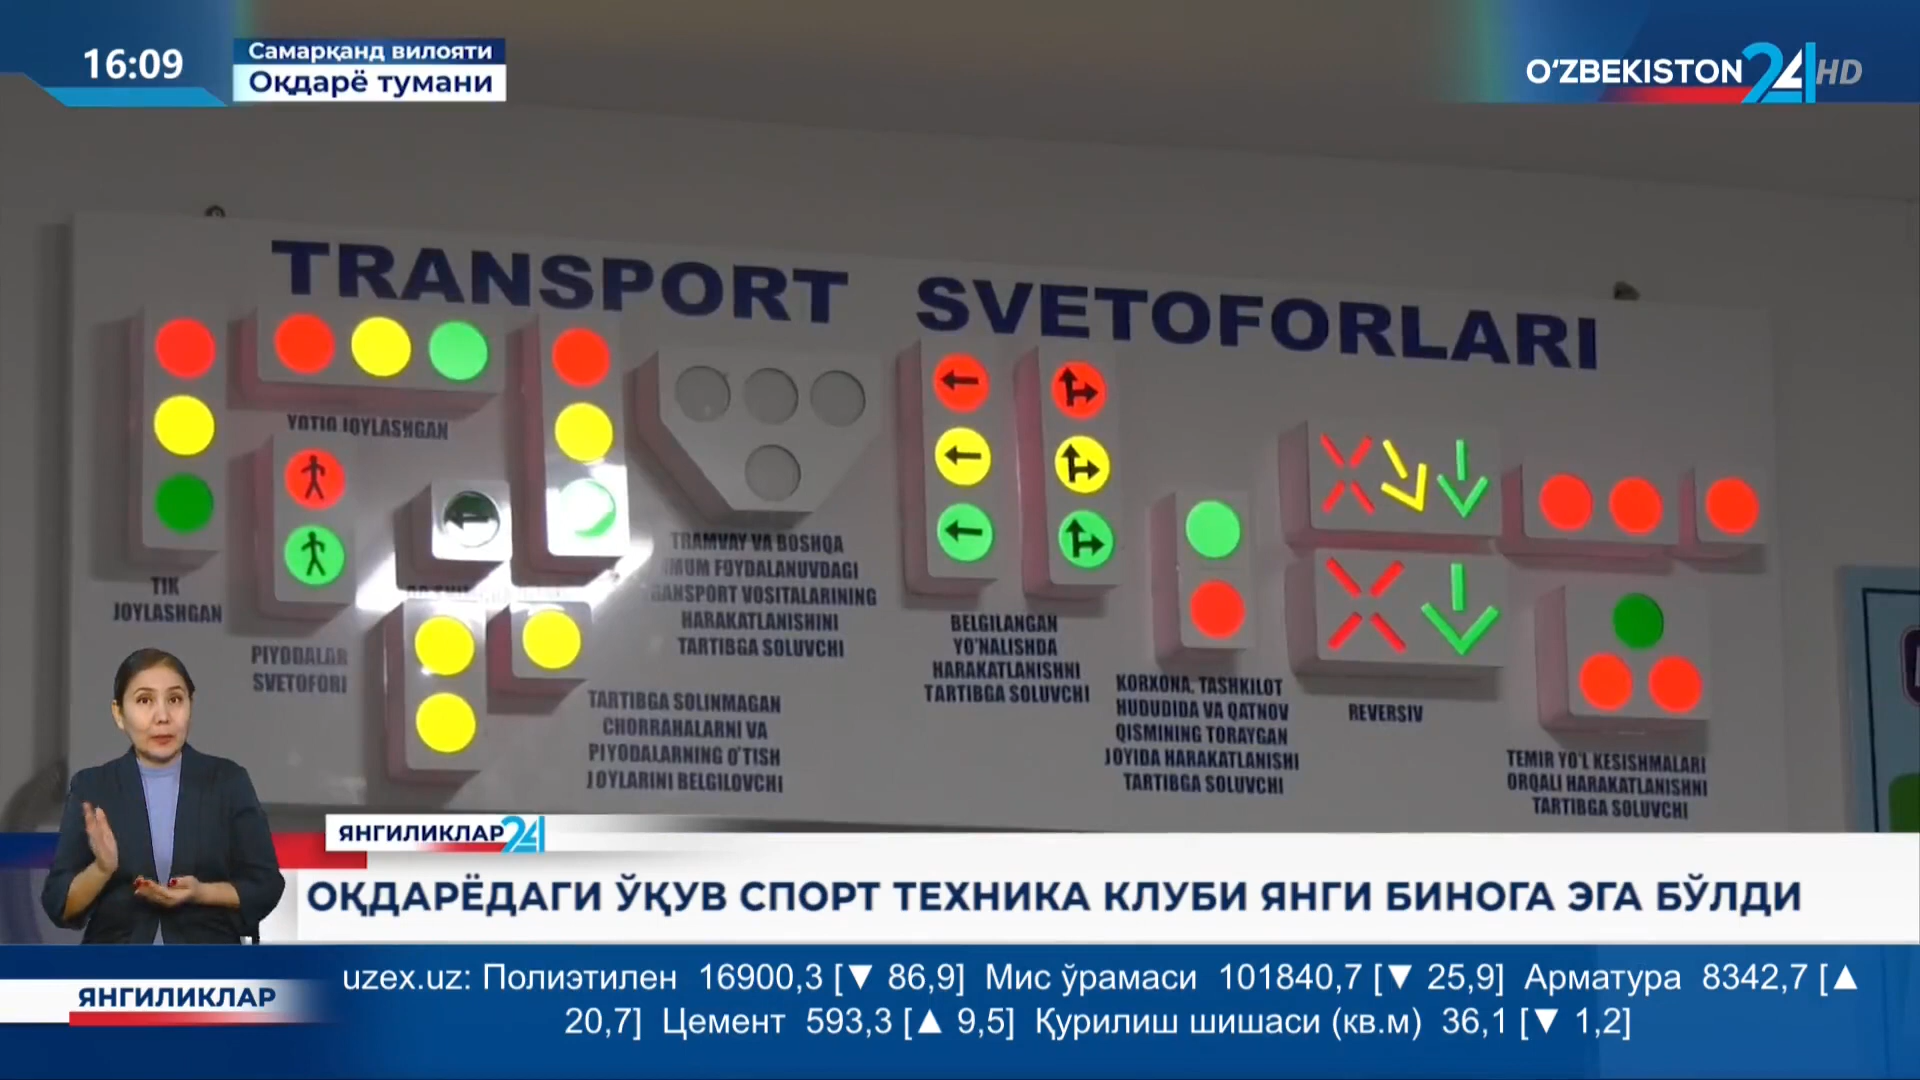 16:09
Самарқанд вилояти
Оқдарё тумани
O‘ZBEKISTON 24 HD
TRANSPORT SVETOFORLARI
YOTIQ JOYLASHGAN
TIK
JOYLASHGAN
PIYODALAR
SVETOFORI
TRAMVAY VA BOSHQA
UMUM FOYDALANUVDAGI
TRANSPORT VOSITALARINING
HARAKATLANISHINI
TARTIBGA SOLUVCHI
TARTIBGA SOLINMAGAN
CHORRAHALARNI VA
PIYODALARNING O'TISH
JOYLARINI BELGILOVCHI
BELGILANGAN
YO'NALISHDA
HARAKATLANISHNI
TARTIBGA SOLUVCHI
KORXONA, TASHKILOT
HUDUDIDA VA QATNOV
QISMINING TORAYGAN
JOYIDA HARAKATLANISHI
TARTIBGA SOLUVCHI
REVERSIV
TEMIR YO'L KESISHMALARI
ORQALI HARAKATLANISHNI
TARTIBGA SOLUVCHI
ЯНГИЛИКЛАР 24
ОҚДАРЁДАГИ ЎҚУВ СПОРТ ТЕХНИКА КЛУБИ ЯНГИ БИНОГА ЭГА БЎЛДИ
ЯНГИЛИКЛАР
uzex.uz: Полиэтилен 16900,3 [▼ 86,9] Мис ўрамаси 101840,7 [▼ 25,9] Арматура 8342,7 [▲
20,7] Цемент 593,3 [▲ 9,5] Қурилиш шишаси (кв.м) 36,1 [▼ 1,2]